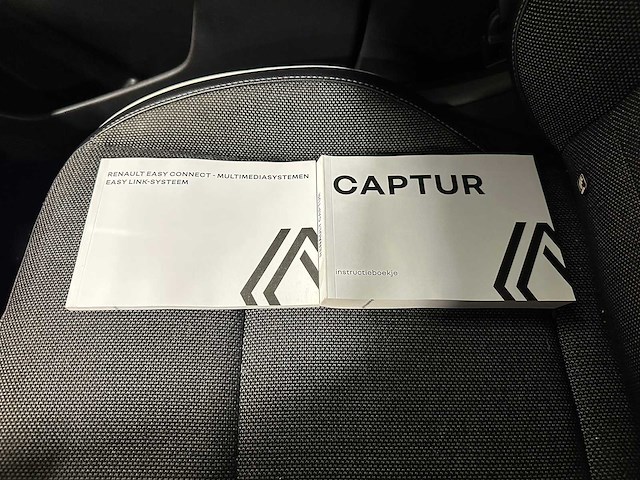 RENAULT EASY CONNECT - MULTIMEDIASYSTEMEN
EASY LINK-SYSTEEM
CAPTUR
instructieboekje